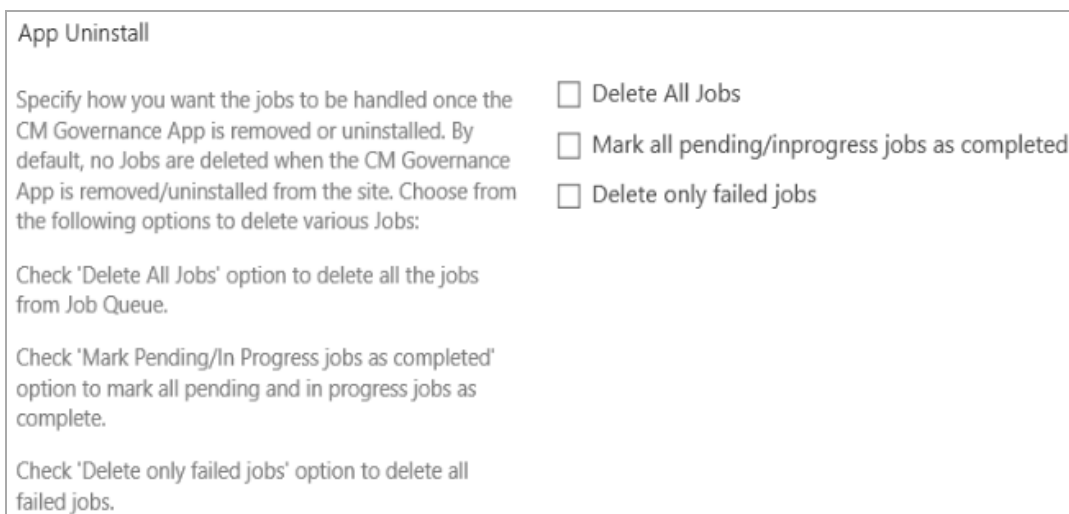 App Uninstall
Specify how you want the jobs to be handled once the
CM Governance App is removed or uninstalled. By
default, no Jobs are deleted when the CM Governance
App is removed/uninstalled from the site. Choose from
the following options to delete various Jobs:
Check 'Delete All Jobs' option to delete all the jobs
from Job Queue.
Check 'Mark Pending/In Progress jobs as completed'
option to mark all pending and in progress jobs as
complete.
Check 'Delete only failed jobs' option to delete all
failed jobs.
Delete All Jobs
Mark all pending/inprogress jobs as completed
Delete only failed jobs